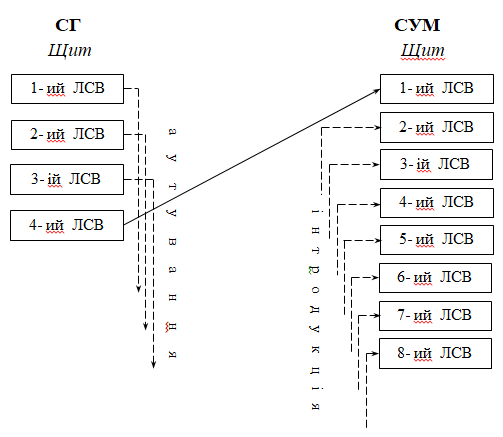 СГ
Щит
1- ий ЛСВ
2- ий ЛСВ
3- ій ЛСВ
4- ий ЛСВ
а у т у в а н н я
СУМ
Щит
1- ий ЛСВ
2- ий ЛСВ
3- ій ЛСВ
4- ий ЛСВ
5- ий ЛСВ
6- ий ЛСВ
7- ий ЛСВ
8- ий ЛСВ
і н т р о д у к ц і я